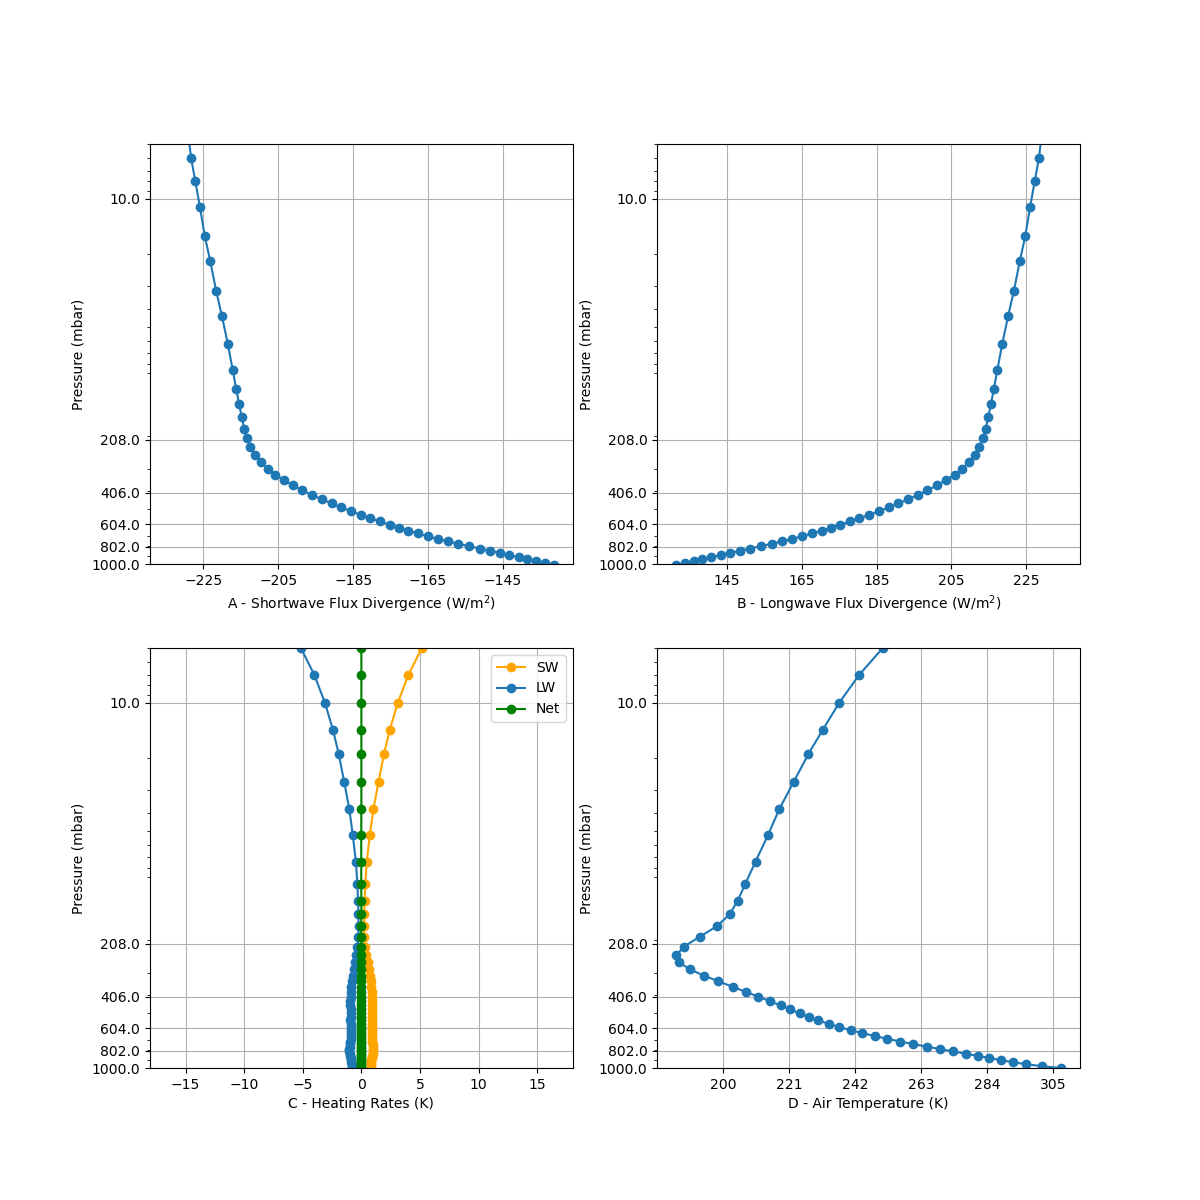 Pressure (mbar)
10.0
208.0
406.0
604.0
802.0
1000.0
−225 −205 −185 −165 −145
A - Shortwave Flux Divergence (W/m²)
Pressure (mbar)
10.0
208.0
406.0
604.0
802.0
1000.0
145 165 185 205 225
B - Longwave Flux Divergence (W/m²)
Pressure (mbar)
10.0
208.0
406.0
604.0
802.0
1000.0
−15 −10 −5 0 5 10 15
C - Heating Rates (K)
SW
LW
Net
Pressure (mbar)
10.0
208.0
406.0
604.0
802.0
1000.0
200 221 242 263 284 305
D - Air Temperature (K)